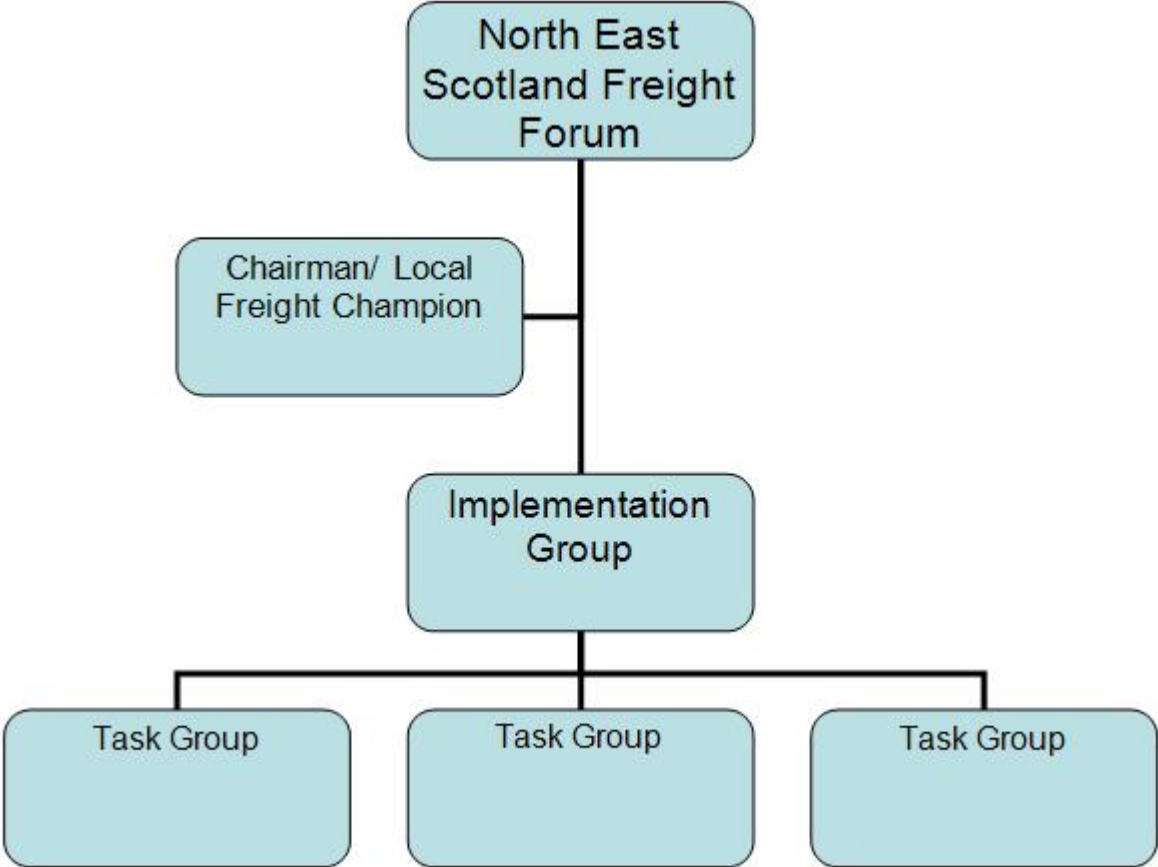 North East
Scotland Freight
Forum
Chairman/ Local
Freight Champion
Implementation
Group
Task Group
Task Group
Task Group